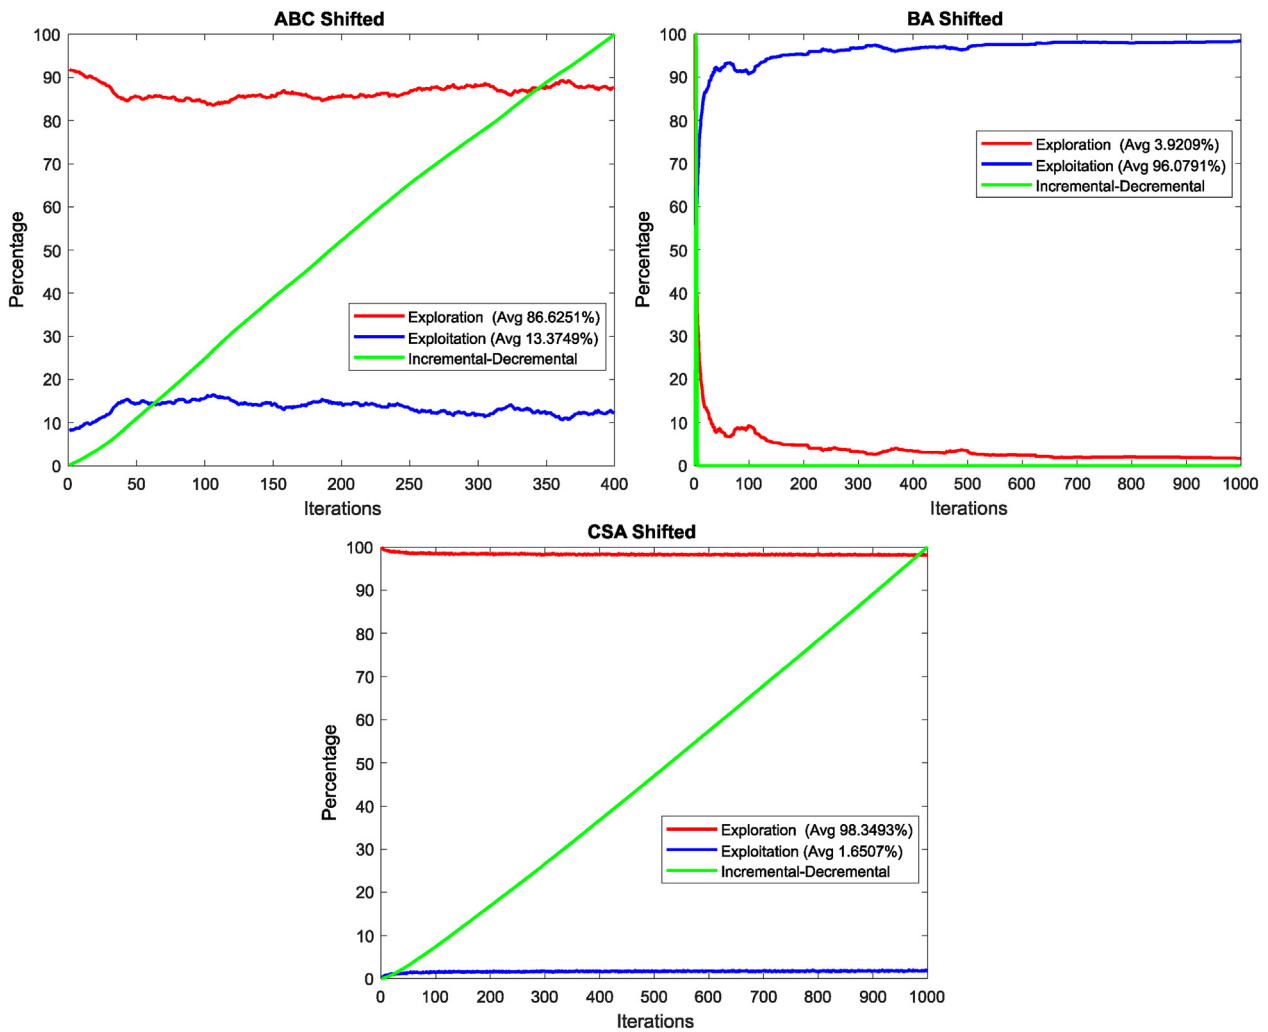 ABC Shifted
100
90
80
70
60
50
40
30
20
10
0
Percentage
Exploration (Avg 86.6251%)
Exploitation (Avg 13.3749%)
Incremental-Decremental
0 50 100 150 200 250 300 350 400
Iterations
BA Shifted
100
90
80
70
60
50
40
30
20
10
0
Percentage
Exploration (Avg 3.9209%)
Exploitation (Avg 96.0791%)
Incremental-Decremental
0 100 200 300 400 500 600 700 800 900 1000
Iterations
CSA Shifted
100
90
80
70
60
50
40
30
20
10
0
Percentage
Exploration (Avg 98.3493%)
Exploitation (Avg 1.6507%)
Incremental-Decremental
0 100 200 300 400 500 600 700 800 900 1000
Iterations